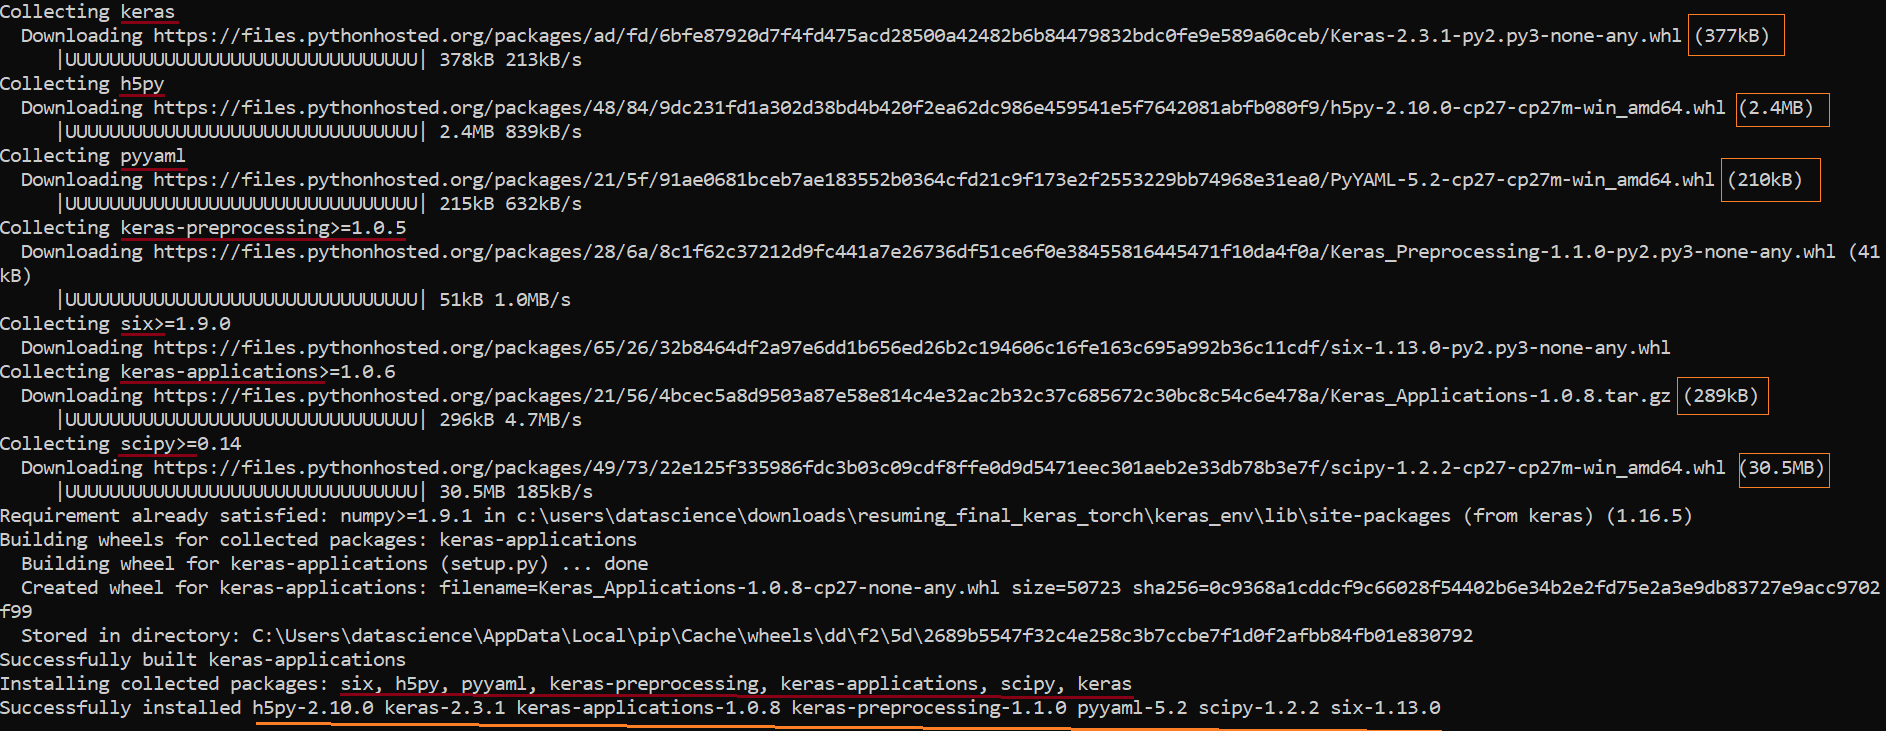 Collecting keras
Downloading https://files.pythonhosted.org/packages/ad/fd/6bfe87920d7f4fd475acd28500a42482b6b84479832bdc0fe9e589a60ceb/Keras-2.3.1-py2.py3-none-any.whl (377kB)
|UUUUUUUUUUUUUUUUUUUUUUUUUUUUUUUU| 378kB 213kB/s
Collecting h5py
Downloading https://files.pythonhosted.org/packages/48/84/9dc231fd1a302d38bd4b420f2ea62dc986e459541e5f7642081abfb080f9/h5py-2.10.0-cp27-cp27m-win_amd64.whl (2.4MB)
|UUUUUUUUUUUUUUUUUUUUUUUUUUUUUUUU| 2.4MB 839kB/s
Collecting pyyaml
Downloading https://files.pythonhosted.org/packages/21/5f/91ae0681bceb7ae183552b0364cfd21c9f173e2f2553229bb74968e31ea0/PyYAML-5.2-cp27-cp27m-win_amd64.whl (210kB)
|UUUUUUUUUUUUUUUUUUUUUUUUUUUUUUUU| 215kB 632kB/s
Collecting keras-preprocessing>=1.0.5
Downloading https://files.pythonhosted.org/packages/28/6a/8c1f62c37212d9fc441a7e26736df51ce6f0e38455816445471f10da4f0a/Keras_Preprocessing-1.1.0-py2.py3-none-any.whl (41
kB)
|UUUUUUUUUUUUUUUUUUUUUUUUUUUUUUUU| 51kB 1.0MB/s
Collecting six>=1.9.0
Downloading https://files.pythonhosted.org/packages/65/26/32b8464df2a97e6dd1b656ed26b2c194606c16fe163c695a992b36c11cdf/six-1.13.0-py2.py3-none-any.whl
Collecting keras-applications>=1.0.6
Downloading https://files.pythonhosted.org/packages/21/56/4bcec5a8d9503a87e58e814c4e32ac2b32c37c685672c30bc8c54c6e478a/Keras_Applications-1.0.8.tar.gz (289kB)
|UUUUUUUUUUUUUUUUUUUUUUUUUUUUUUUU| 296kB 4.7MB/s
Collecting scipy>=0.14
Downloading https://files.pythonhosted.org/packages/49/73/22e125f335986fdc3b03c09cdf8ffe0d9d5471eec301aeb2e33db78b3e7f/scipy-1.2.2-cp27-cp27m-win_amd64.whl (30.5MB)
|UUUUUUUUUUUUUUUUUUUUUUUUUUUUUUUU| 30.5MB 185kB/s
Requirement already satisfied: numpy>=1.9.1 in c:\users\datascience\downloads\resuming_final_keras_torch\keras_env\lib\site-packages (from keras) (1.16.5)
Building wheels for collected packages: keras-applications
Building wheel for keras-applications (setup.py) ... done
Created wheel for keras-applications: filename=Keras_Applications-1.0.8-cp27-none-any.whl size=50723 sha256=0c9368a1cddcf9c66028f54402b6e34b2e2fd75e2a3e9db83727e9acc9702
f99
Stored in directory: C:\Users\datascience\AppData\Local\pip\Cache\wheels\dd\f2\5d\2689b5547f32c4e258c3b7ccbe7f1d0f2afbb84fb01e830792
Successfully built keras-applications
Installing collected packages: six, h5py, pyyaml, keras-preprocessing, keras-applications, scipy, keras
Successfully installed h5py-2.10.0 keras-2.3.1 keras-applications-1.0.8 keras-preprocessing-1.1.0 pyyaml-5.2 scipy-1.2.2 six-1.13.0